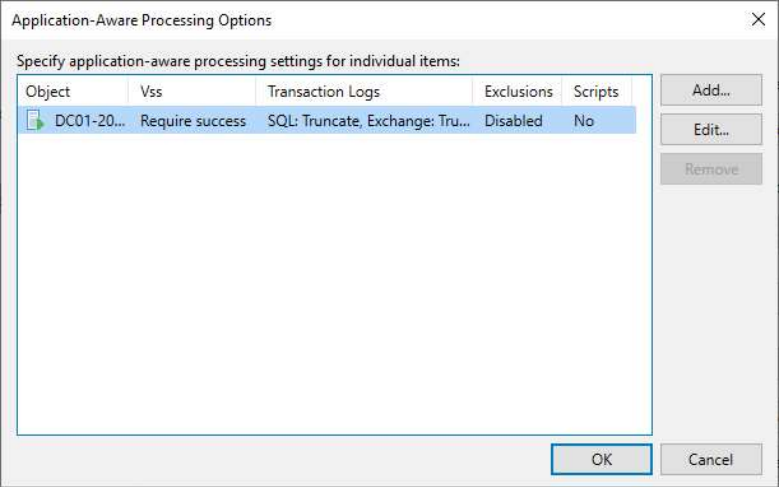 Application-Aware Processing Options
Specify application-aware processing settings for individual items:
Object Vss Transaction Logs Exclusions Scripts
DC01-20... Require success SQL: Truncate, Exchange: Tru... Disabled No
Add...
Edit...
Remove
OK Cancel